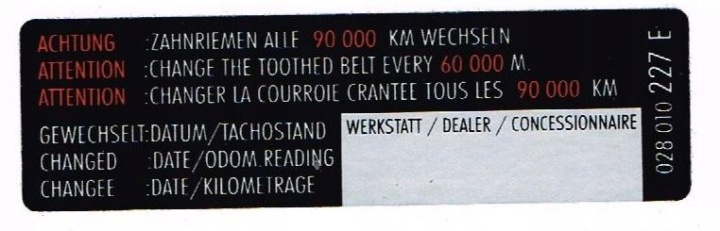 ACHTUNG :ZAHNRIEMEN ALLE 90 000 KM WECHSELN
ATTENTION :CHANGE THE TOOTHED BELT EVERY 60 000 M.
ATTENTION :CHANGER LA COURROIE CRANTEE TOUS LES 90 000 KM
GEWECHSELT:DATUM/TACHOSTAND
CHANGED :DATE/ODOM.READING
CHANGEE :DATE/KILOMETRAGE
WERKSTATT / DEALER / CONCESSIONNAIRE
028 010 227 E